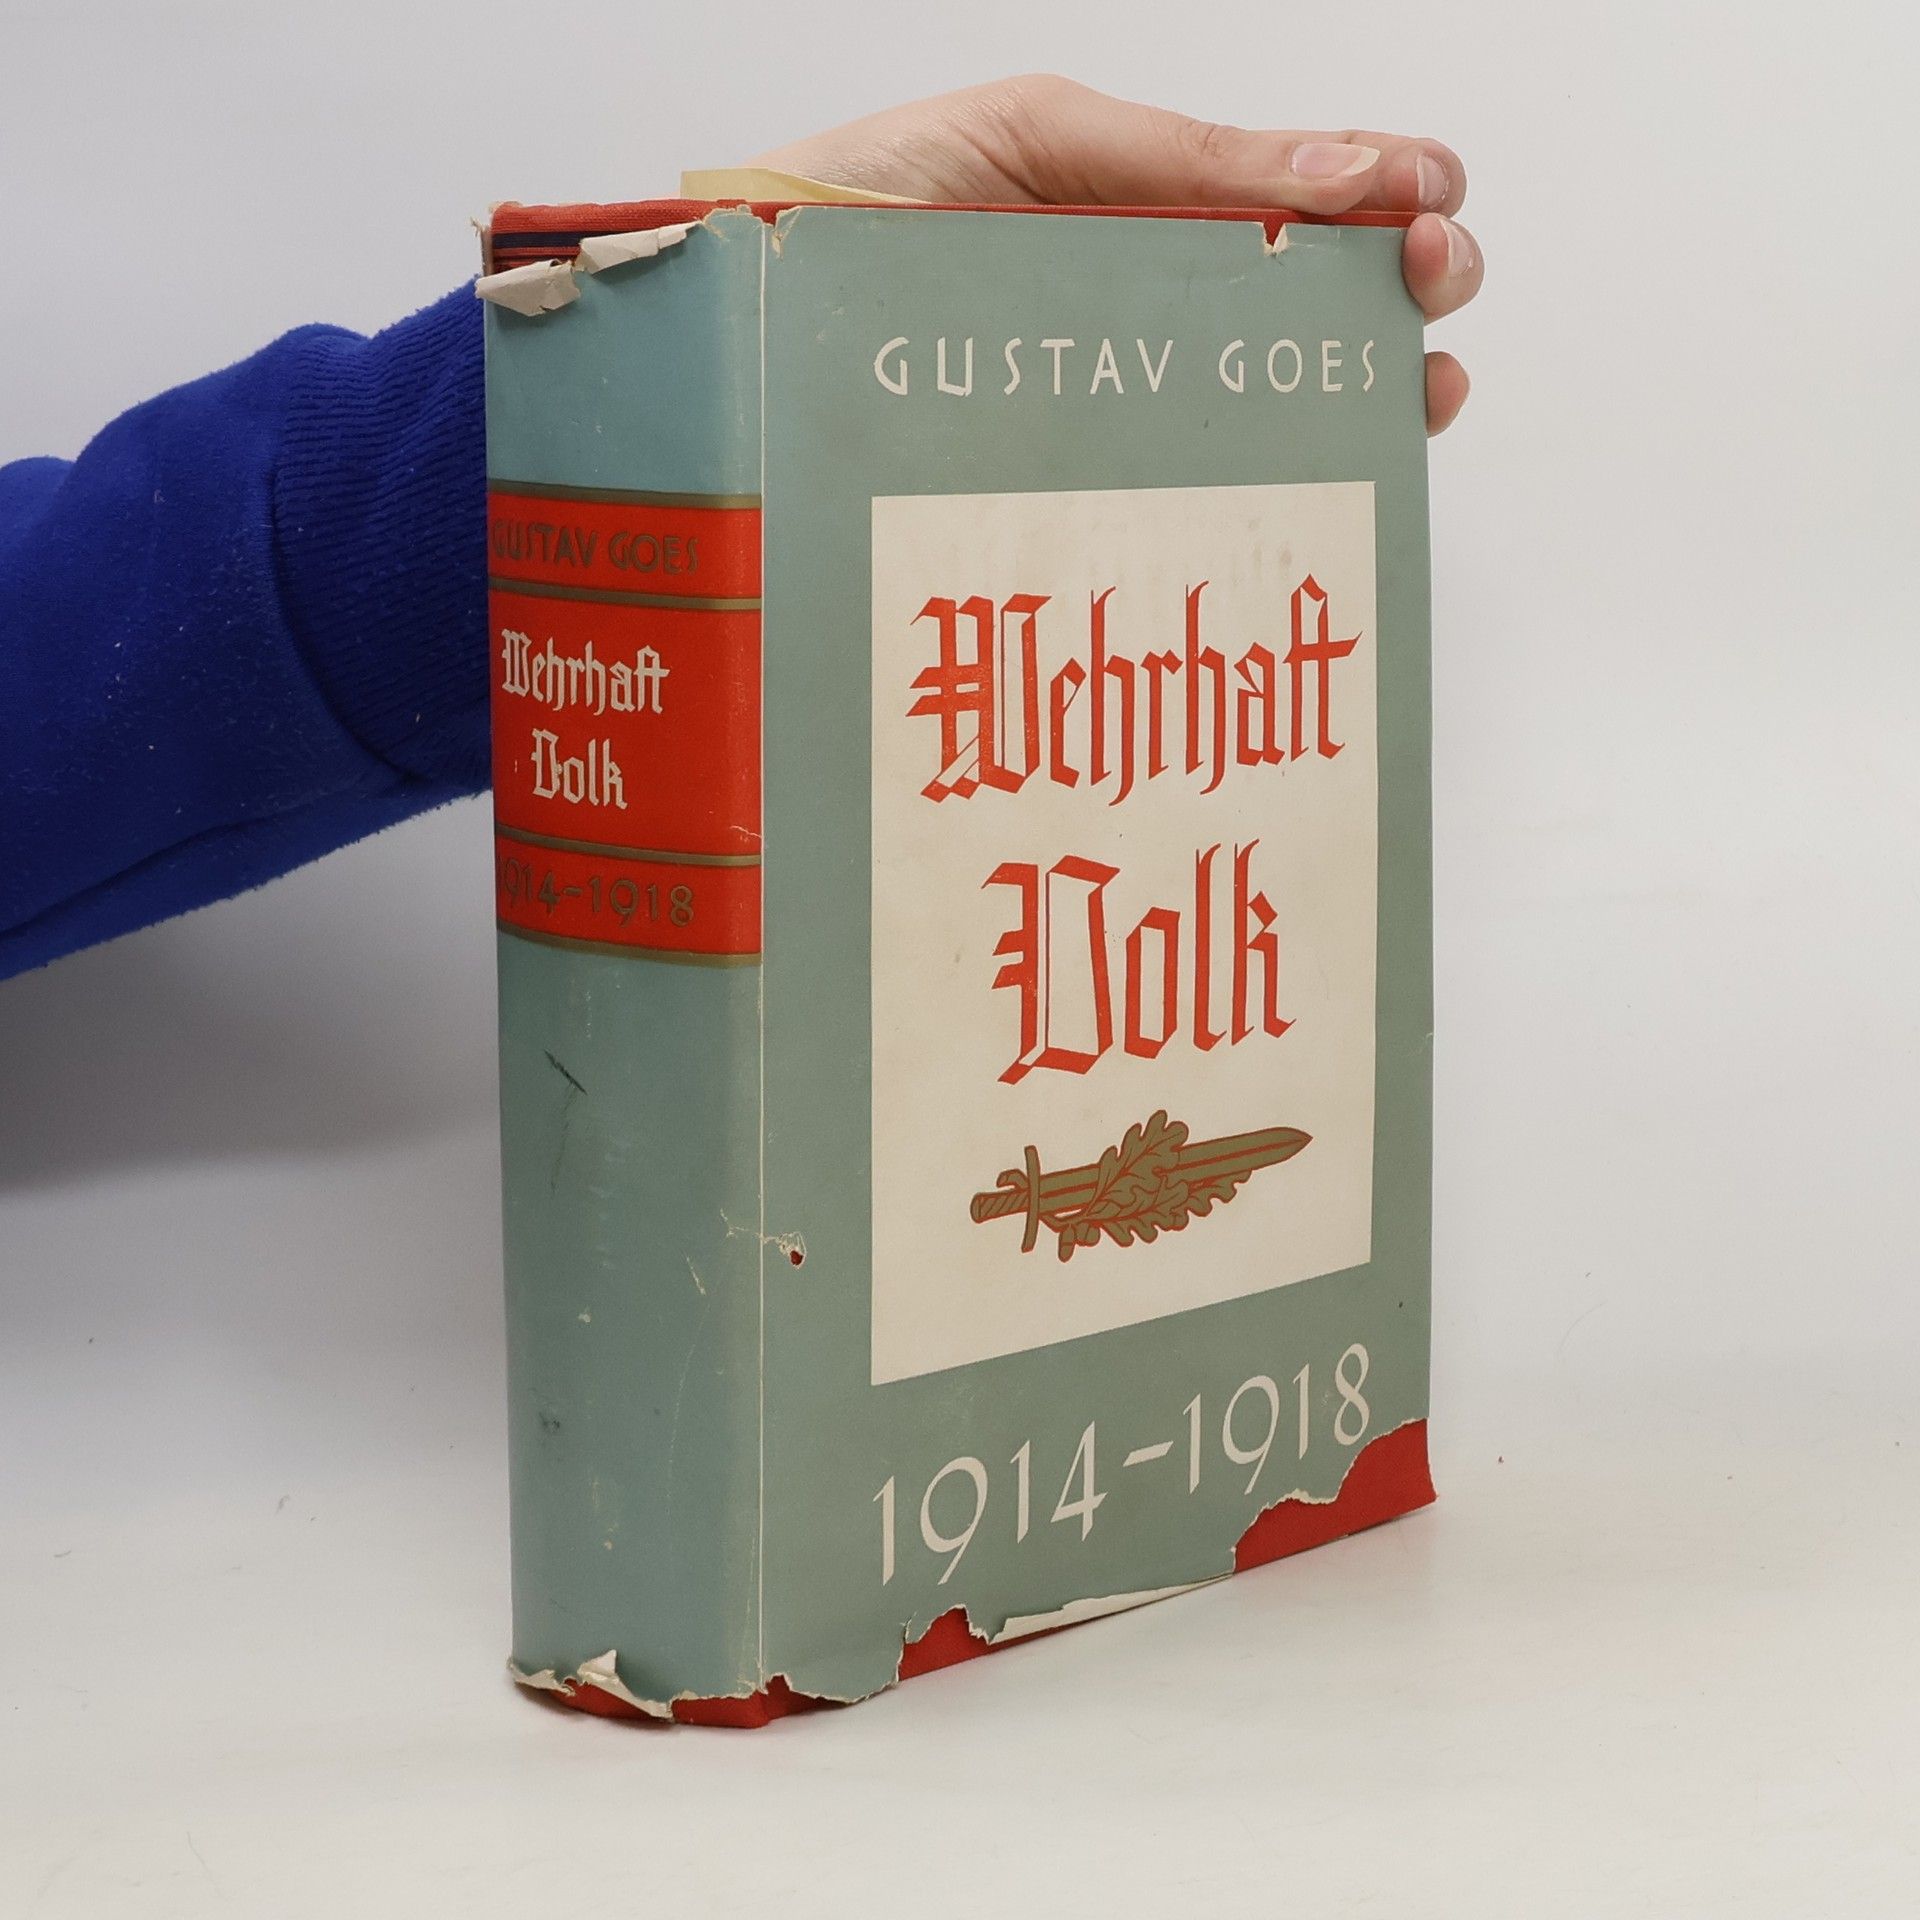 GUSTAV GOES
Wehrhaft
Volk
1914-1918
GUSTAV GOES
Wehrhaft
Volk
1914-1918